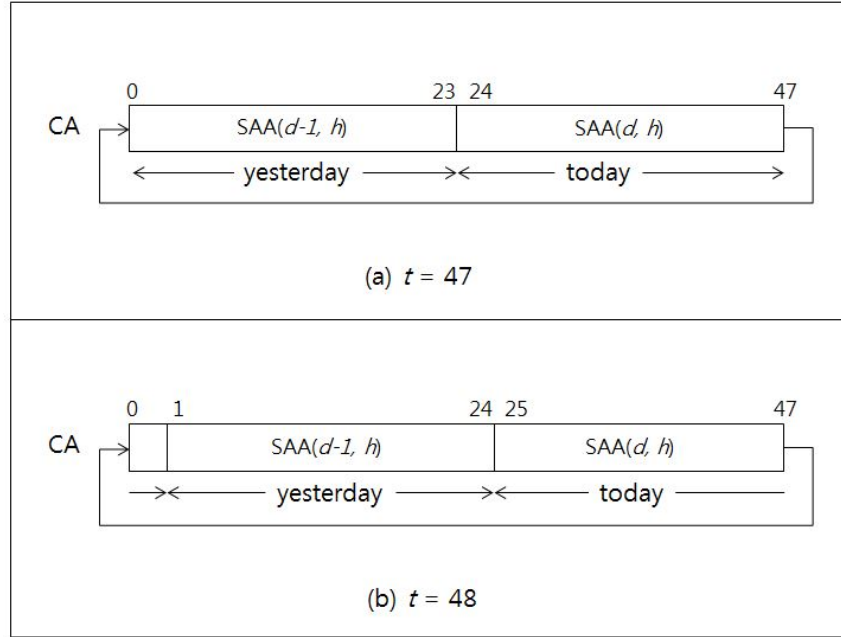 0 23 24 47
CA SAA(d-1, h) SAA(d, h)
yesterday today
(a) t = 47
0 1 24 25 47
CA SAA(d-1, h) SAA(d, h)
yesterday today
(b) t = 48